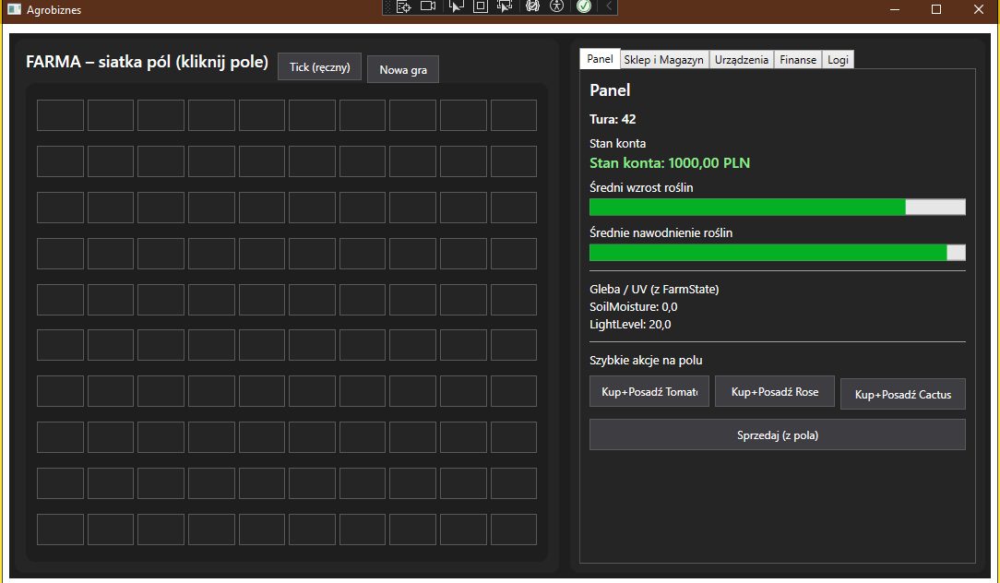 Agrobiznes
FARMA – siatka pól (kliknij pole)
Tick (ręczny)
Nowa gra
Panel
Sklep i Magazyn
Urządzenia
Finanse
Logi
Panel
Tura: 42
Stan konta
Stan konta: 1000,00 PLN
Średni wzrost roślin
Średnie nawodnienie roślin
Gleba / UV (z FarmState)
SoilMoisture: 0,0
LightLevel: 20,0
Szybkie akcje na polu
Kup+Posadź Tomat
Kup+Posadź Rose
Kup+Posadź Cactus
Sprzedaj (z pola)